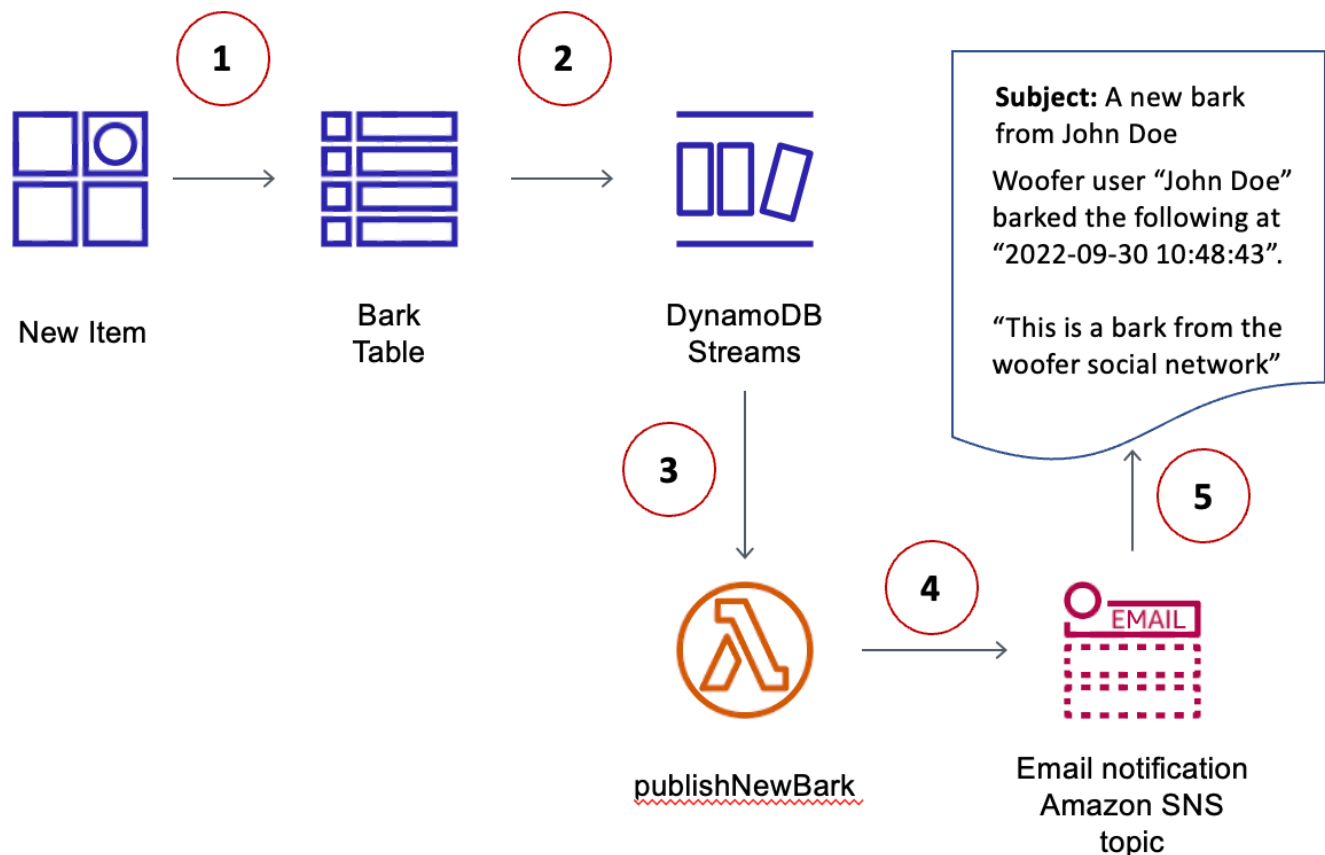 1
2
New Item
Bark
Table
DynamoDB
Streams
Subject: A new bark
from John Doe
Woofer user “John Doe”
barked the following at
“2022-09-30 10:48:43”.
“This is a bark from the
woofer social network”
3
4
5
EMAIL
publishNewBark
Email notification
Amazon SNS
topic